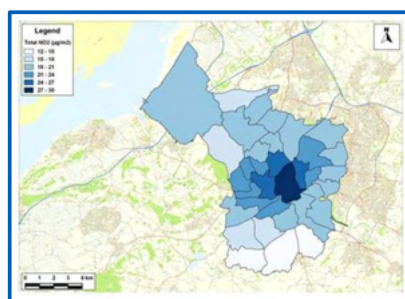 Legend
Total NO2 (µg/m3)
12 - 15
15 - 18
18 - 21
21 - 24
24 - 27
27 - 30
N
0 1 2 3 4 km